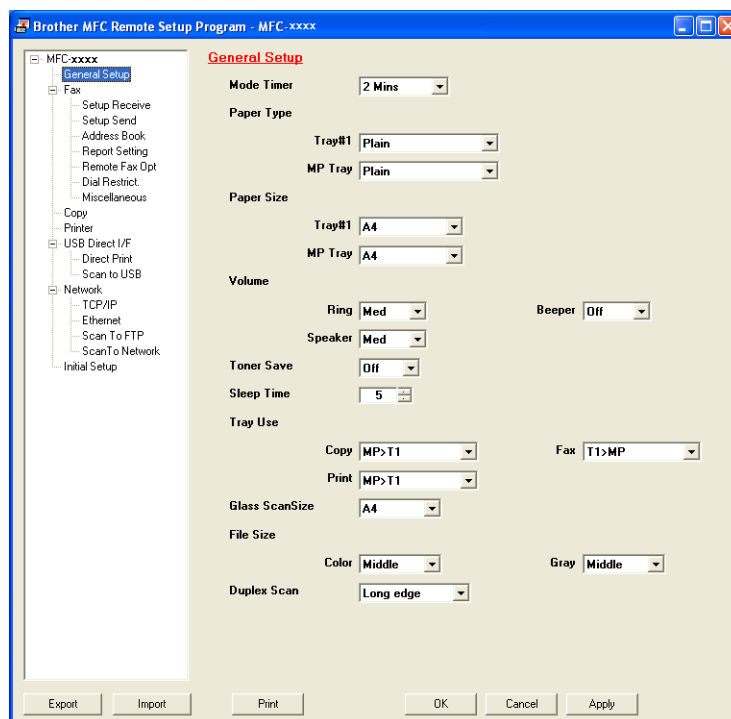 Brother MFC Remote Setup Program - MFC-xxxx
MFC-xxxx
General Setup
Fax
Setup Receive
Setup Send
Address Book
Report Setting
Remote Fax Opt
Dial Restrict.
Miscellaneous
Copy
Printer
USB Direct I/F
Direct Print
Scan to USB
Network
TCP/IP
Ethernet
Scan To FTP
ScanTo Network
Initial Setup
General Setup
Mode Timer 2 Mins
Paper Type
Tray#1 Plain
MP Tray Plain
Paper Size
Tray#1 A4
MP Tray A4
Volume
Ring Med Beeper Off
Speaker Med
Toner Save Off
Sleep Time 5
Tray Use
Copy MP>T1 Fax T1>MP
Print MP>T1
Glass ScanSize A4
File Size
Color Middle Gray Middle
Duplex Scan Long edge
Export Import Print OK Cancel Apply